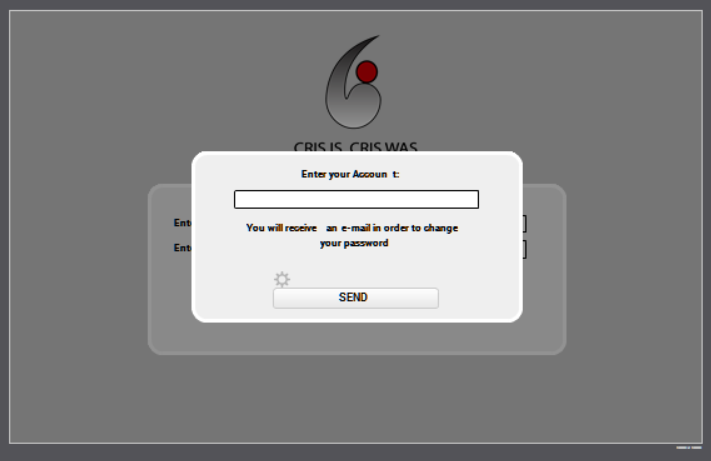 CRIS IS, CRIS WAS
Enter your Accoun t:
Ente
You will receive an e-mail in order to change
your password
Ente
SEND